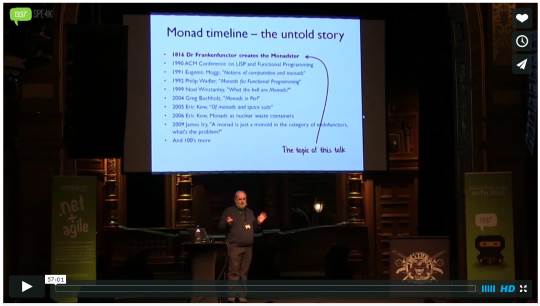 1337
SPEAK
Monad timeline – the untold story
• 1816 Dr Frankenfunctor creates the Monadster
• 1990 ACM Conference on LISP and Functional Programming
• 1991 Eugenio Moggi, "Notions of computation and monads"
• 1992 Philip Wadler, "Monads for Functional Programming"
• 1999 Noel Winstanley, "What the hell are Monads?"
• 2004 Greg Buchholz, "Monads in Perl"
• 2005 Eric Kow, "Of monads and space suits"
• 2006 Eric Kow, Monads as nuclear waste containers
• 2009 James Iry, "A monad is just a monoid in the category of endofunctors,
what's the problem?"
• And 100's more
The topic of this talk
.net
+
agile
57:01
HD